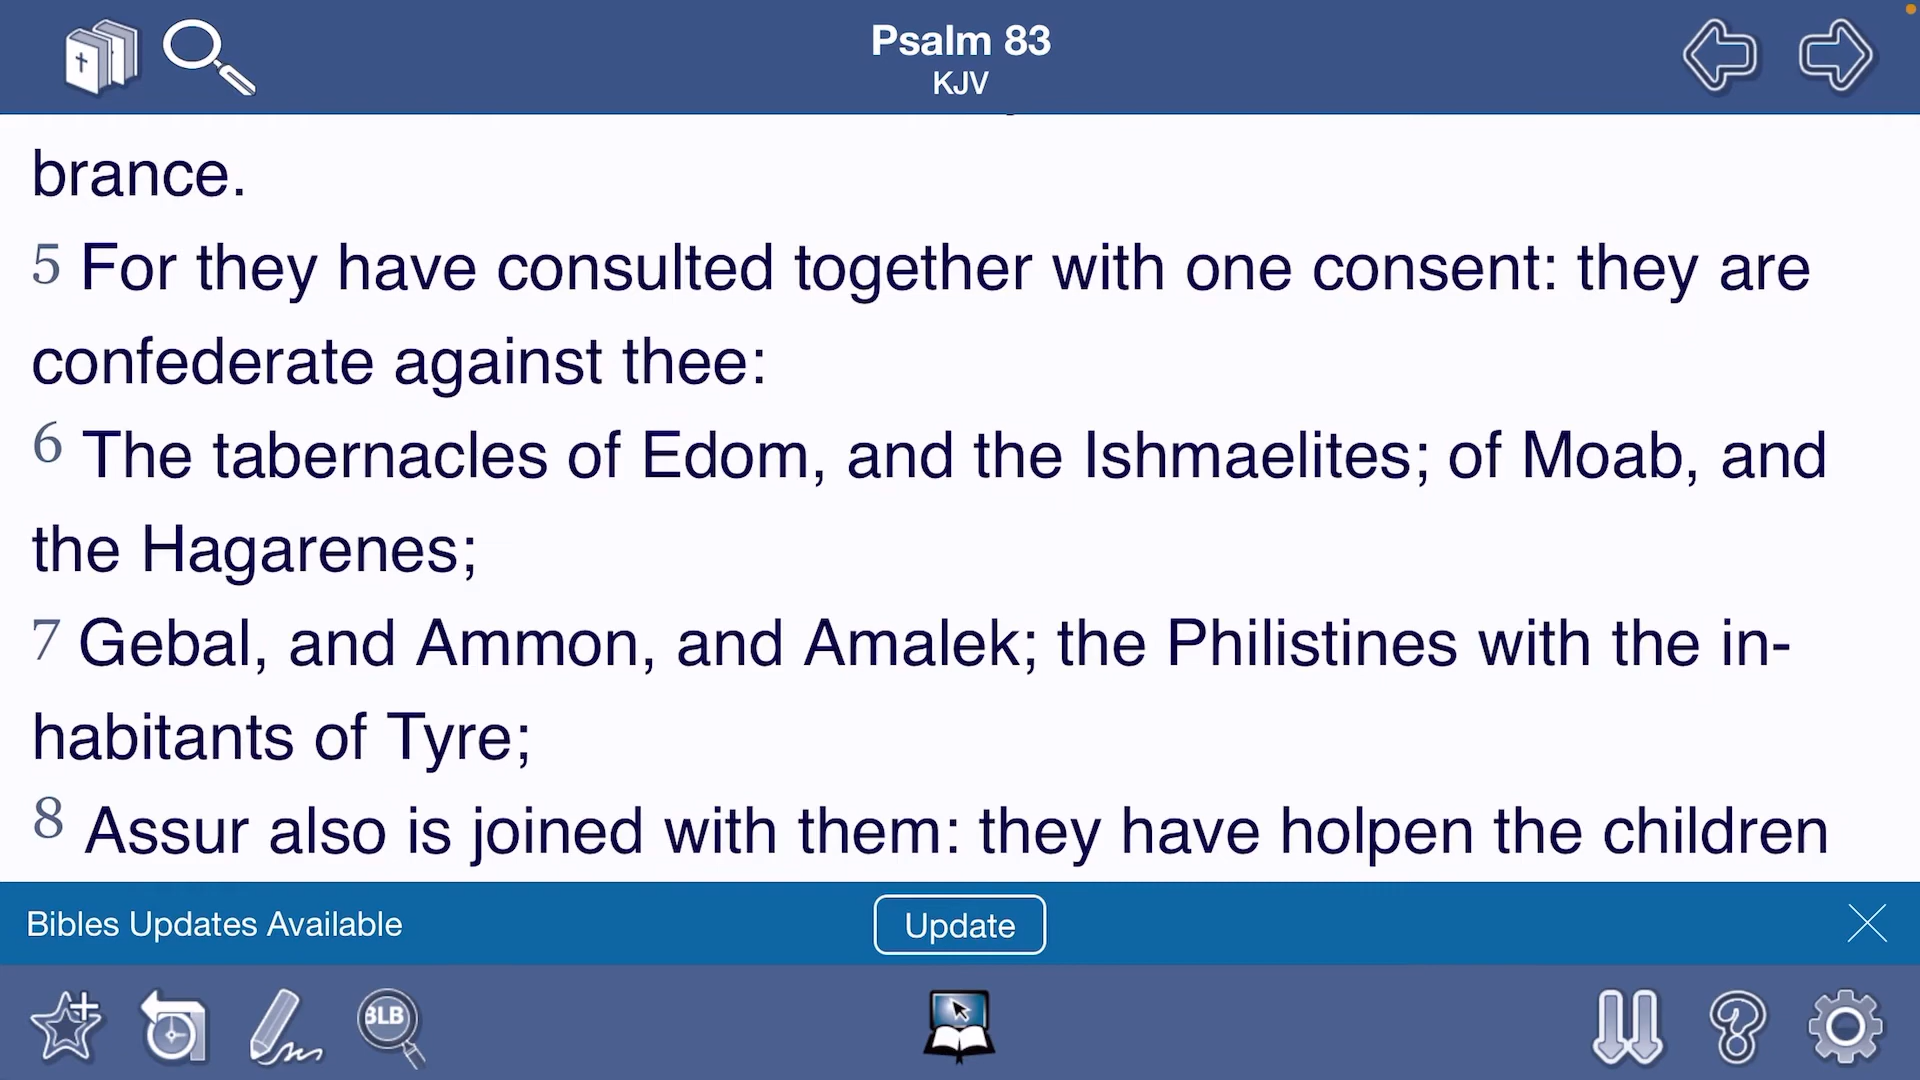 Psalm 83
KJV
brance.
5 For they have consulted together with one consent: they are
confederate against thee:
6 The tabernacles of Edom, and the Ishmaelites; of Moab, and
the Hagarenes;
7 Gebal, and Ammon, and Amalek; the Philistines with the in-
habitants of Tyre;
8 Assur also is joined with them: they have holpen the children
Bibles Updates Available
Update
BLB